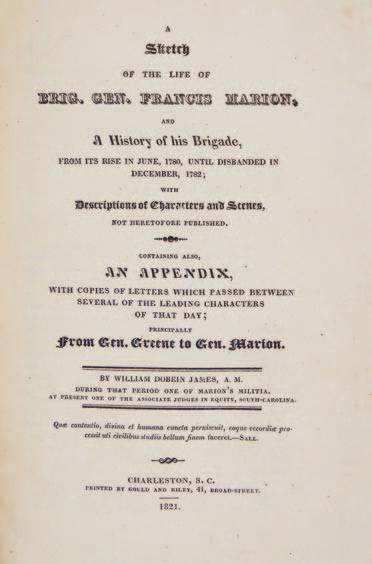 A
Sketch
OF THE LIFE OF
BRIG. GEN. FRANCIS MARION,
AND
A History of his Brigade,
FROM ITS RISE IN JUNE, 1780, UNTIL DISBANDED IN
DECEMBER, 1782;
WITH
Descriptions of Characters and Scenes,
NOT HERETOFORE PUBLISHED.
CONTAINING ALSO,
AN APPENDIX,
WITH COPIES OF LETTERS WHICH PASSED BETWEEN
SEVERAL OF THE LEADING CHARACTERS
OF THAT DAY;
PRINCIPALLY
From Gen. Greene to Gen. Marion.
BY WILLIAM DOBEIN JAMES, A. M.
DURING THAT PERIOD ONE OF MARION'S MILITIA.
AT PRESENT ONE OF THE ASSOCIATE JUDGES IN EQUITY, SOUTH-CAROLINA.
Quæ contentio, divina et humana cuncta permiscuit, eoque vecordiæ pro-
cessit uti civilibus studiis bellum finem faceret.—SALL.
CHARLESTON, S. C.
PRINTED BY GOULD AND RILEY, 41, BROAD-STREET.
1821.